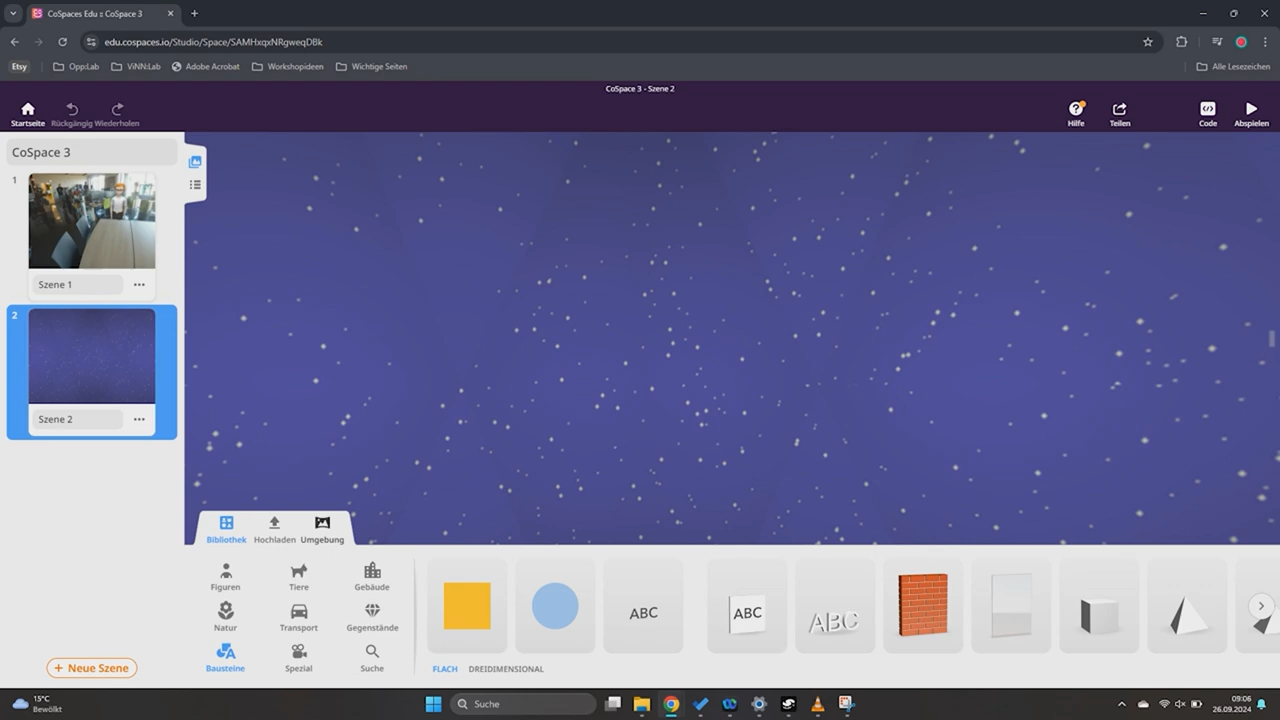 CoSpaces Edu :: CoSpace 3
edu.cospaces.io/Studio/Space/SAMHxqxNRgweqDBk
Etsy Opp:Lab ViNN:Lab Adobe Acrobat Workshopideen Wichtige Seiten Alle Lesezeichen
CoSpace 3 - Szene 2
Startseite Rückgängig Wiederholen Hilfe Teilen Code Abspielen
CoSpace 3
1
Szene 1
2
Szene 2
Bibliothek Hochladen Umgebung
Figuren Tiere Gebäude
Natur Transport Gegenstände
Bausteine Spezial Suche
ABC ABC ABC
FLACH DREIDIMENSIONAL
+ Neue Szene
15°C
Bewölkt
Suche
09:06
26.09.2024